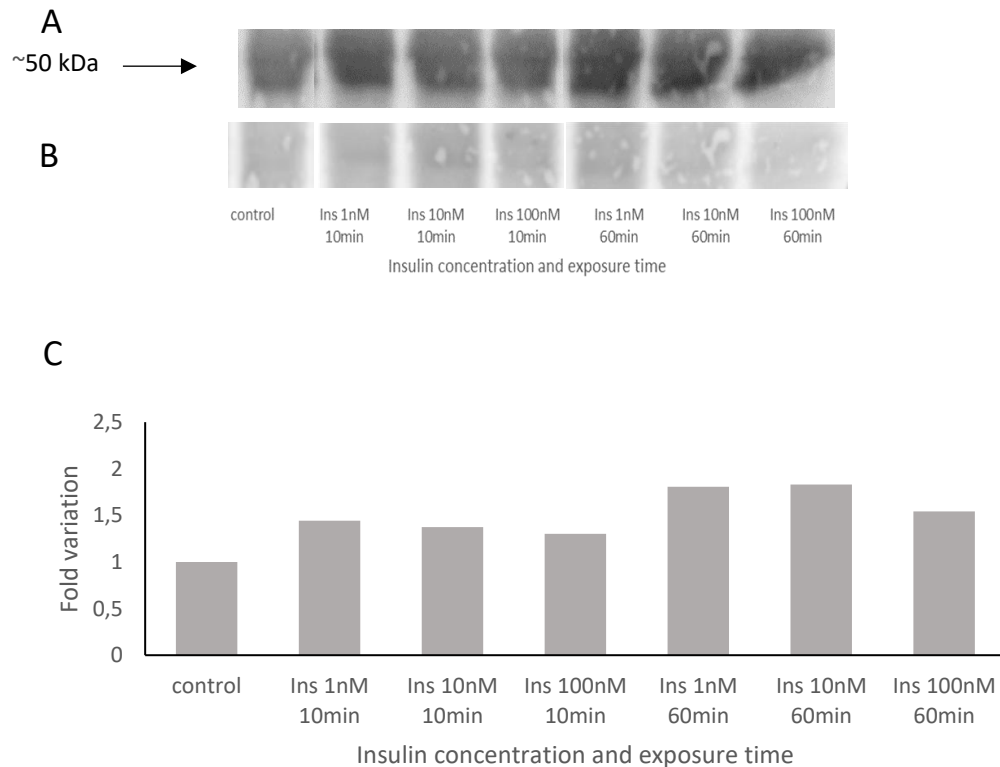 A
~50 kDa
B
control Ins 1nM Ins 10nM Ins 100nM Ins 1nM Ins 10nM Ins 100nM
10min 10min 10min 60min 60min 60min
Insulin concentration and exposure time
C
Fold variation
2,5
2
1,5
1
0,5
0
control Ins 1nM Ins 10nM Ins 100nM Ins 1nM Ins 10nM Ins 100nM
10min 10min 10min 60min 60min 60min
Insulin concentration and exposure time